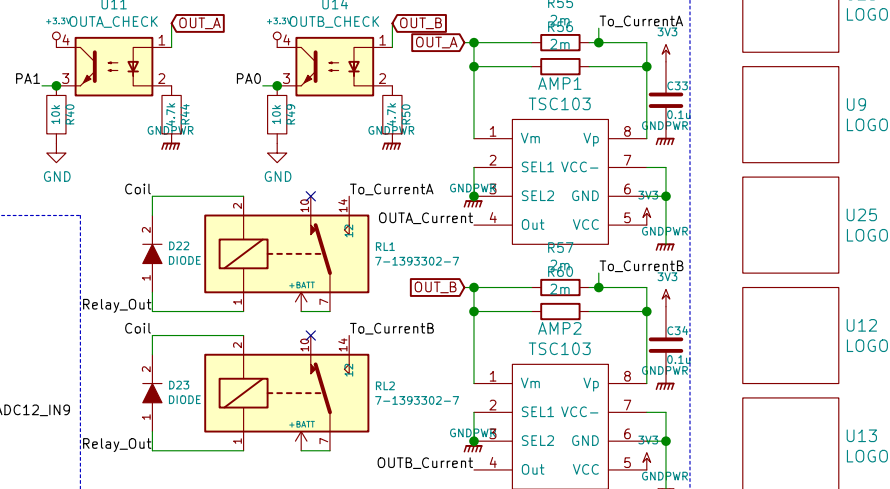 U11
OUTA_CHECK
+3.3V
OUT_A
4
1
PA1
3
2
10k
R40
4.7k
R44
GNDPWR
GND
U14
OUTB_CHECK
+3.3V
OUT_B
4
1
PA0
3
2
10k
R49
4.7k
R50
GNDPWR
GND
R55
2m
R56
2m
To_CurrentA
OUT_A
3V3
C33
0.1u
GNDPWR
AMP1
TSC103
1
Vm
Vp
8
2
SEL1
VCC-
7
GNDPWR
3
SEL2
GND
6
3V3
4
Out
VCC
5
GNDPWR
OUTA_Current
Coil
2
10
14
To_CurrentA
12
2
D22
DIODE
1
RL1
7-1393302-7
+BATT
Relay_Out
1
7
R57
2m
R60
2m
To_CurrentB
OUT_B
3V3
C34
0.1u
GNDPWR
AMP2
TSC103
1
Vm
Vp
8
2
SEL1
VCC-
7
GNDPWR
3
SEL2
GND
6
3V3
4
Out
VCC
5
GNDPWR
OUTB_Current
Coil
2
10
14
To_CurrentB
12
2
D23
DIODE
1
RL2
7-1393302-7
+BATT
Relay_Out
1
7
ADC12_IN9
LOGO
U9
LOGO
U25
LOGO
U12
LOGO
U13
LOGO